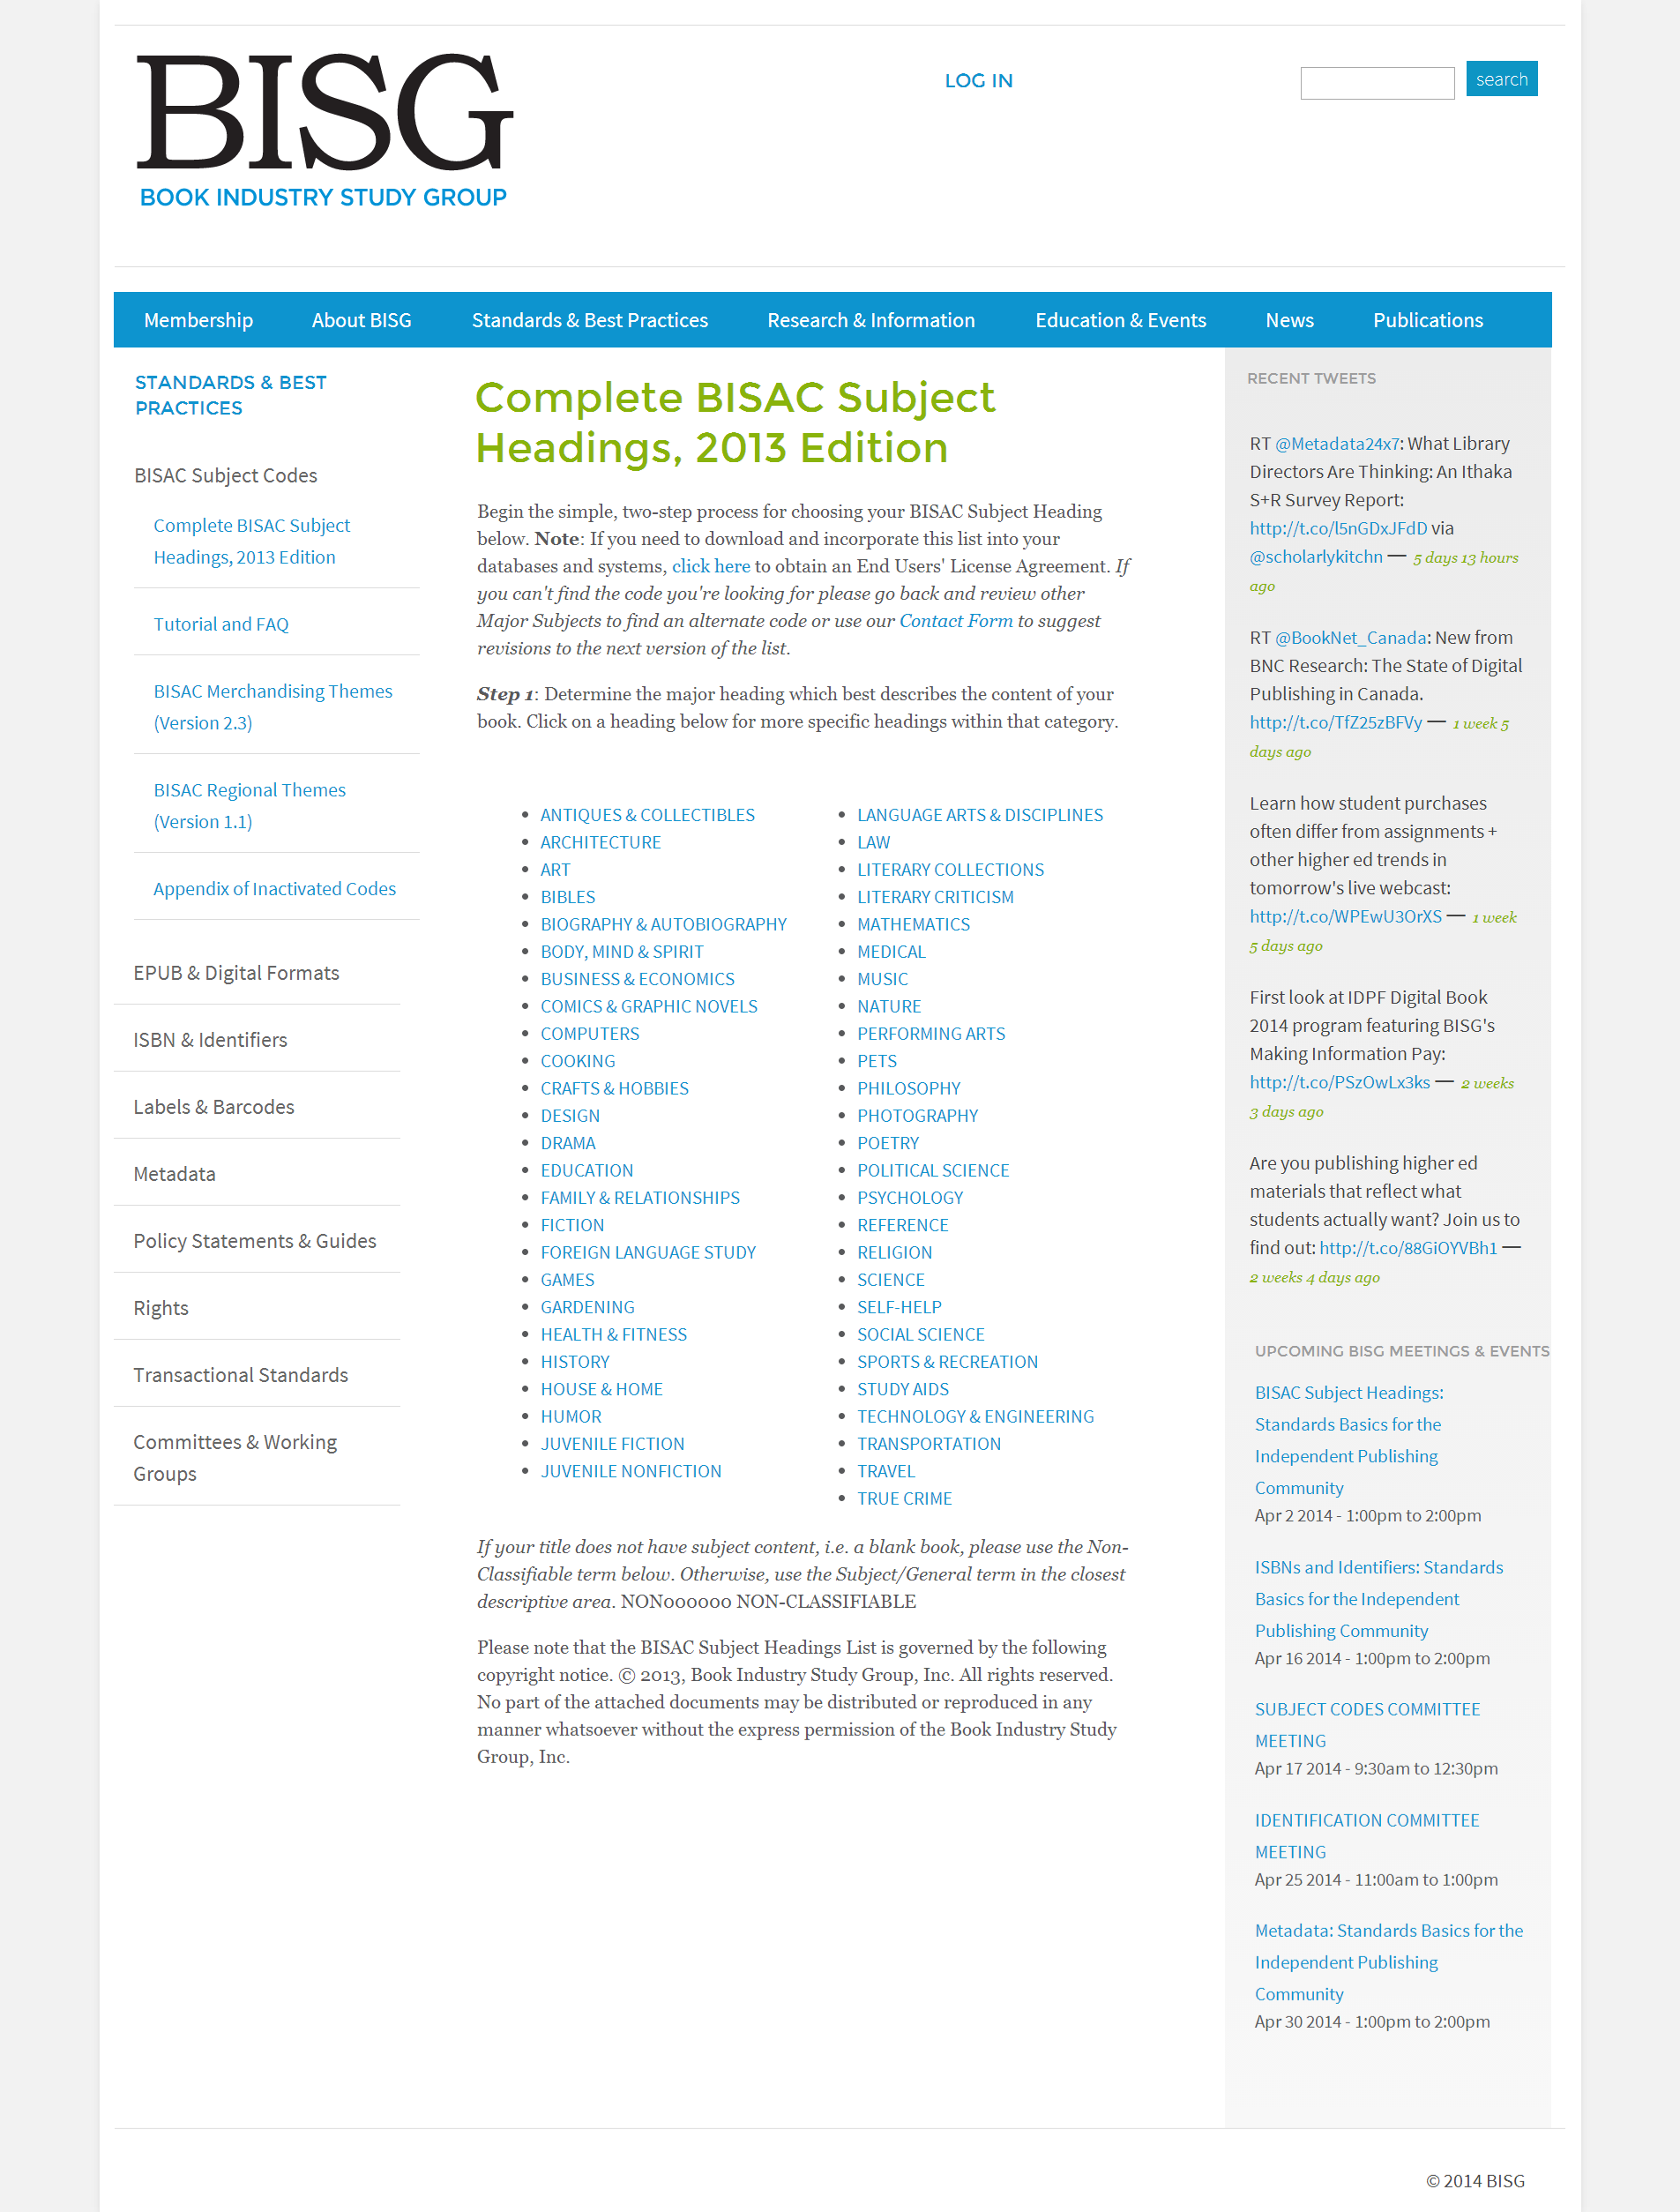 BISG
BOOK INDUSTRY STUDY GROUP
LOG IN
search
Membership
About BISG
Standards & Best Practices
Research & Information
Education & Events
News
Publications
STANDARDS & BEST
PRACTICES
BISAC Subject Codes
Complete BISAC Subject
Headings, 2013 Edition
Tutorial and FAQ
BISAC Merchandising Themes
(Version 2.3)
BISAC Regional Themes
(Version 1.1)
Appendix of Inactivated Codes
EPUB & Digital Formats
ISBN & Identifiers
Labels & Barcodes
Metadata
Policy Statements & Guides
Rights
Transactional Standards
Committees & Working
Groups
Complete BISAC Subject
Headings, 2013 Edition
Begin the simple, two-step process for choosing your BISAC Subject Heading
below. Note: If you need to download and incorporate this list into your
databases and systems, click here to obtain an End Users' License Agreement. If
you can't find the code you're looking for please go back and review other
Major Subjects to find an alternate code or use our Contact Form to suggest
revisions to the next version of the list.
Step 1: Determine the major heading which best describes the content of your
book. Click on a heading below for more specific headings within that category.
• ANTIQUES & COLLECTIBLES
• ARCHITECTURE
• ART
• BIBLES
• BIOGRAPHY & AUTOBIOGRAPHY
• BODY, MIND & SPIRIT
• BUSINESS & ECONOMICS
• COMICS & GRAPHIC NOVELS
• COMPUTERS
• COOKING
• CRAFTS & HOBBIES
• DESIGN
• DRAMA
• EDUCATION
• FAMILY & RELATIONSHIPS
• FICTION
• FOREIGN LANGUAGE STUDY
• GAMES
• GARDENING
• HEALTH & FITNESS
• HISTORY
• HOUSE & HOME
• HUMOR
• JUVENILE FICTION
• JUVENILE NONFICTION
• LANGUAGE ARTS & DISCIPLINES
• LAW
• LITERARY COLLECTIONS
• LITERARY CRITICISM
• MATHEMATICS
• MEDICAL
• MUSIC
• NATURE
• PERFORMING ARTS
• PETS
• PHILOSOPHY
• PHOTOGRAPHY
• POETRY
• POLITICAL SCIENCE
• PSYCHOLOGY
• REFERENCE
• RELIGION
• SCIENCE
• SELF-HELP
• SOCIAL SCIENCE
• SPORTS & RECREATION
• STUDY AIDS
• TECHNOLOGY & ENGINEERING
• TRANSPORTATION
• TRAVEL
• TRUE CRIME
If your title does not have subject content, i.e. a blank book, please use the Non-
Classifiable term below. Otherwise, use the Subject/General term in the closest
descriptive area. NON000000 NON-CLASSIFIABLE
Please note that the BISAC Subject Headings List is governed by the following
copyright notice. © 2013, Book Industry Study Group, Inc. All rights reserved.
No part of the attached documents may be distributed or reproduced in any
manner whatsoever without the express permission of the Book Industry Study
Group, Inc.
RECENT TWEETS
RT @Metadata24x7: What Library
Directors Are Thinking: An Ithaka
S+R Survey Report:
http://t.co/l5nGDxJFdD via
@scholarlykitchn — 5 days 13 hours
ago
RT @BookNet_Canada: New from
BNC Research: The State of Digital
Publishing in Canada.
http://t.co/TfZ25zBFVy — 1 week 5
days ago
Learn how student purchases
often differ from assignments +
other higher ed trends in
tomorrow's live webcast:
http://t.co/WPEwU3OrXS — 1 week
5 days ago
First look at IDPF Digital Book
2014 program featuring BISG's
Making Information Pay:
http://t.co/PSzOwLx3ks — 2 weeks
3 days ago
Are you publishing higher ed
materials that reflect what
students actually want? Join us to
find out: http://t.co/88GiOYVBh1 —
2 weeks 4 days ago
UPCOMING BISG MEETINGS & EVENTS
BISAC Subject Headings:
Standards Basics for the
Independent Publishing
Community
Apr 2 2014 - 1:00pm to 2:00pm
ISBNs and Identifiers: Standards
Basics for the Independent
Publishing Community
Apr 16 2014 - 1:00pm to 2:00pm
SUBJECT CODES COMMITTEE
MEETING
Apr 17 2014 - 9:30am to 12:30pm
IDENTIFICATION COMMITTEE
MEETING
Apr 25 2014 - 11:00am to 1:00pm
Metadata: Standards Basics for the
Independent Publishing
Community
Apr 30 2014 - 1:00pm to 2:00pm
© 2014 BISG